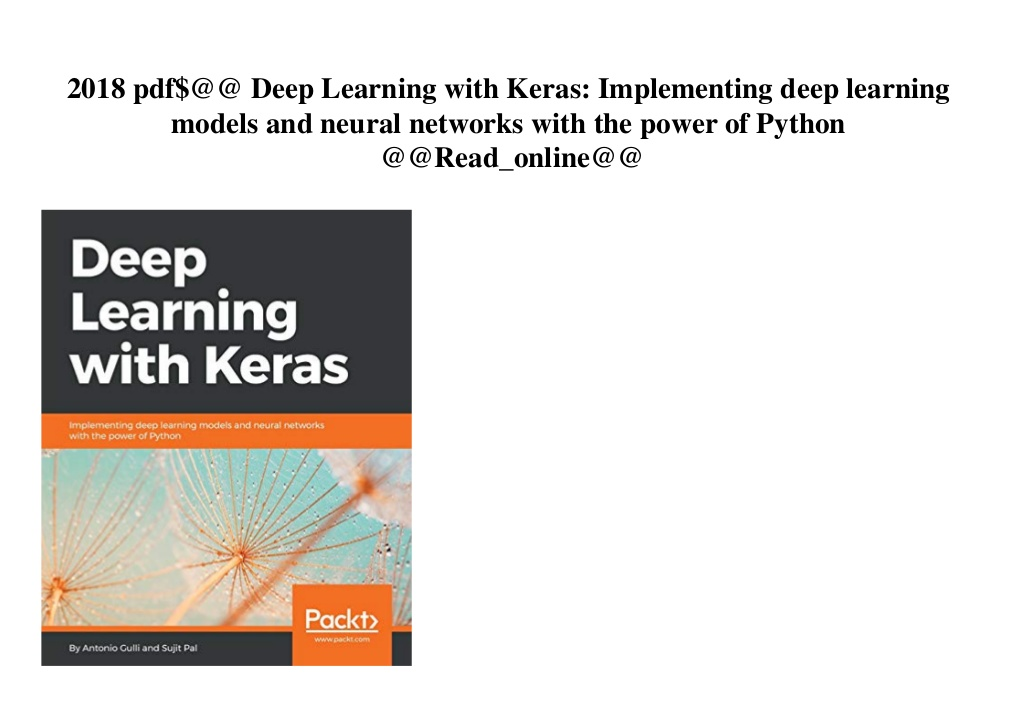 2018 pdf$@@ Deep Learning with Keras: Implementing deep learning
models and neural networks with the power of Python
@@Read_online@@
Deep
Learning
with Keras
Implementing deep learning models and neural networks
with the power of Python
Packt>
www.packt.com
By Antonio Gulli and Sujit Pal